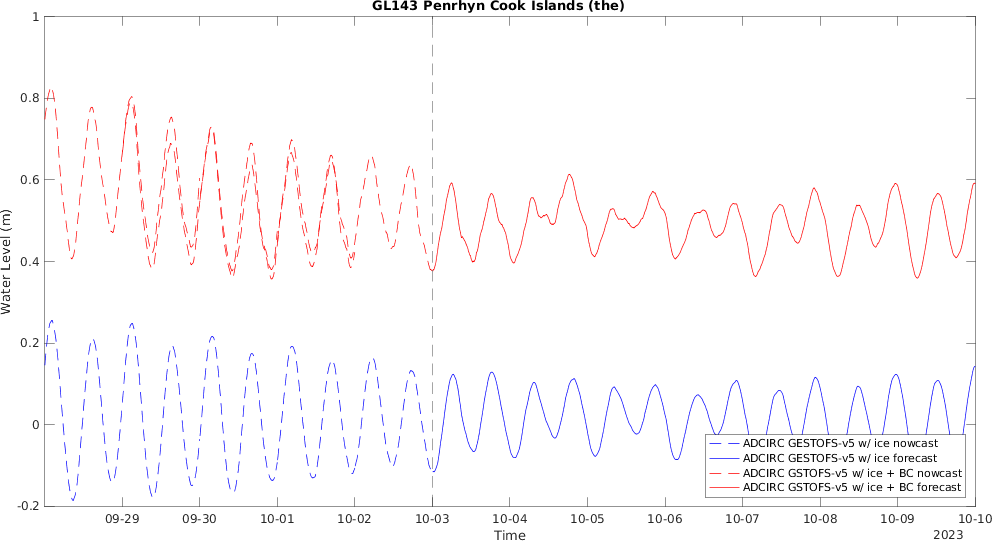 GL143 Penrhyn Cook Islands (the)
1
0.8
0.6
0.4
0.2
0
-0.2
Water Level (m)
09-29 09-30 10-01 10-02 10-03 10-04 10-05 10-06 10-07 10-08 10-09 10-10
Time
2023
ADCIRC GESTOFS-v5 w/ ice nowcast
ADCIRC GESTOFS-v5 w/ ice forecast
ADCIRC GSTOFS-v5 w/ ice + BC nowcast
ADCIRC GSTOFS-v5 w/ ice + BC forecast